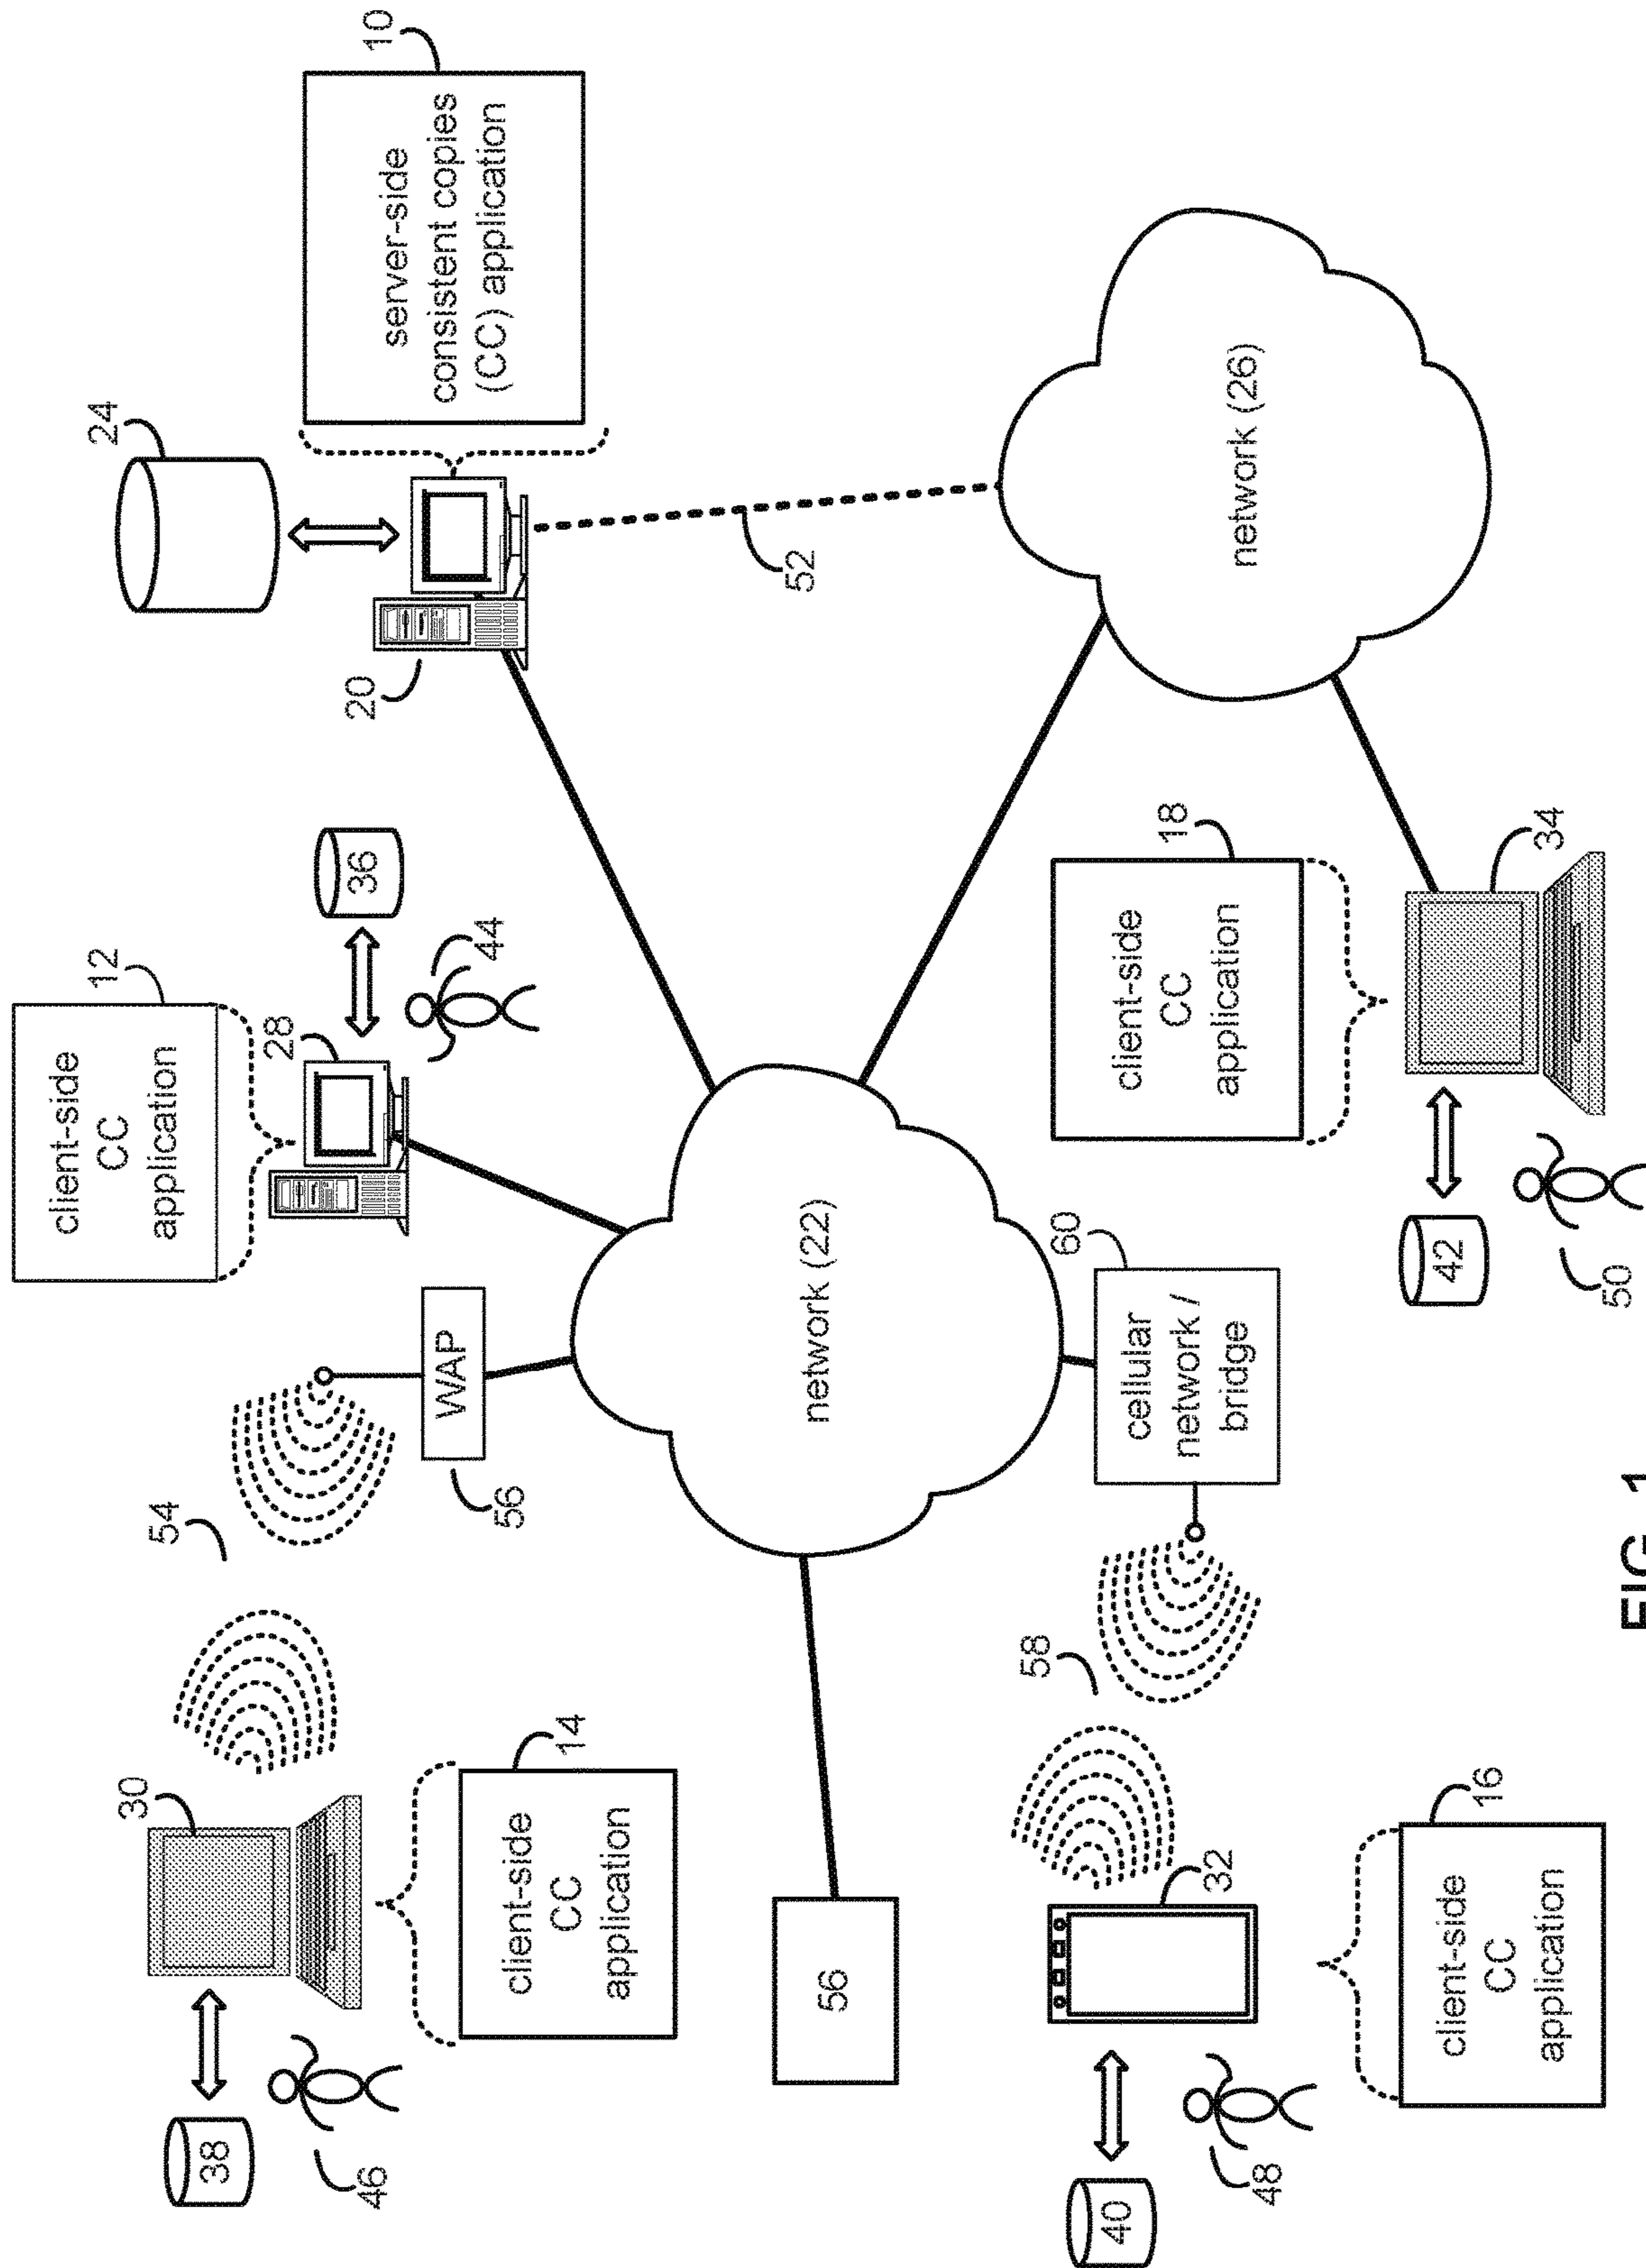 client-side
CC
application
12
24
30
54
38
28
36
20
10
server-side
consistent copies
(CC) application
46
44
WAP
56
14
client-side
CC
application
52
network (22)
56
58
60
cellular
network /
bridge
40
32
48
18
client-side
CC
application
network (26)
42
34
16
client-side
CC
application
50
FIG. 1